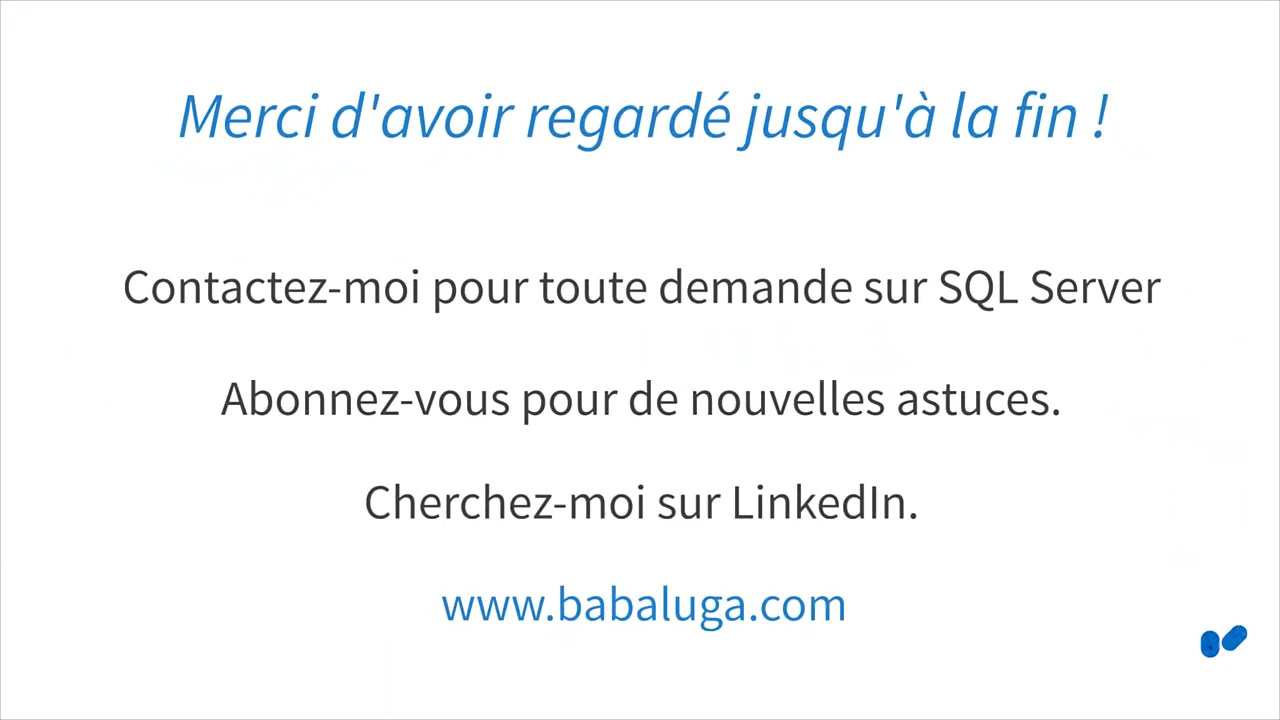 Merci d'avoir regardé jusqu'à la fin !
Contactez-moi pour toute demande sur SQL Server
Abonnez-vous pour de nouvelles astuces.
Cherchez-moi sur LinkedIn.
www.babaluga.com